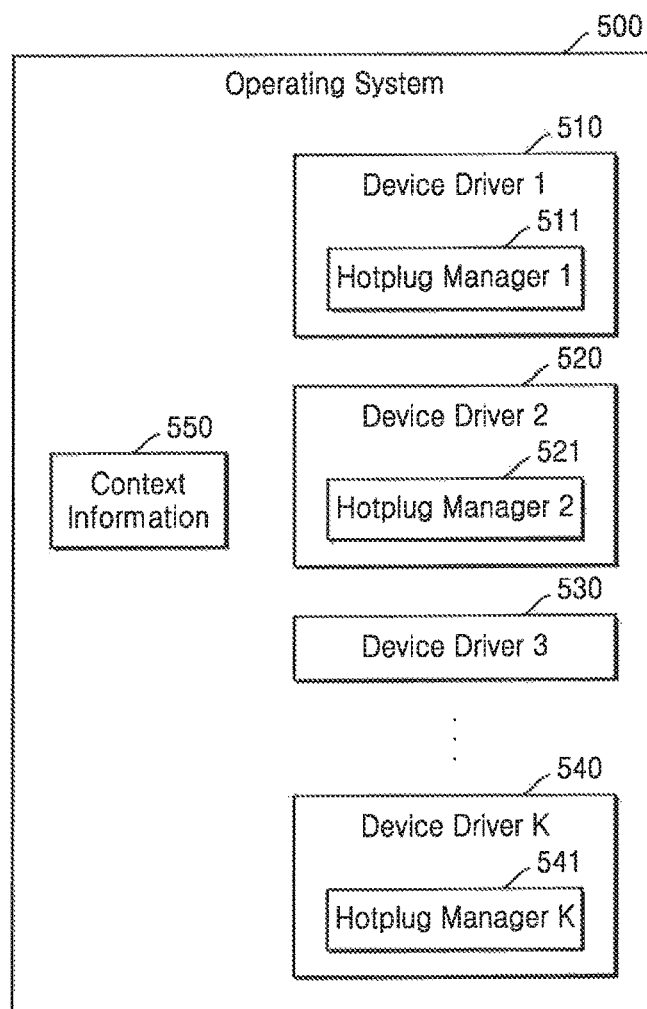 500
Operating System
510
Device Driver 1
511
Hotplug Manager 1
520
Device Driver 2
521
Hotplug Manager 2
550
Context
Information
530
Device Driver 3
540
Device Driver K
541
Hotplug Manager K